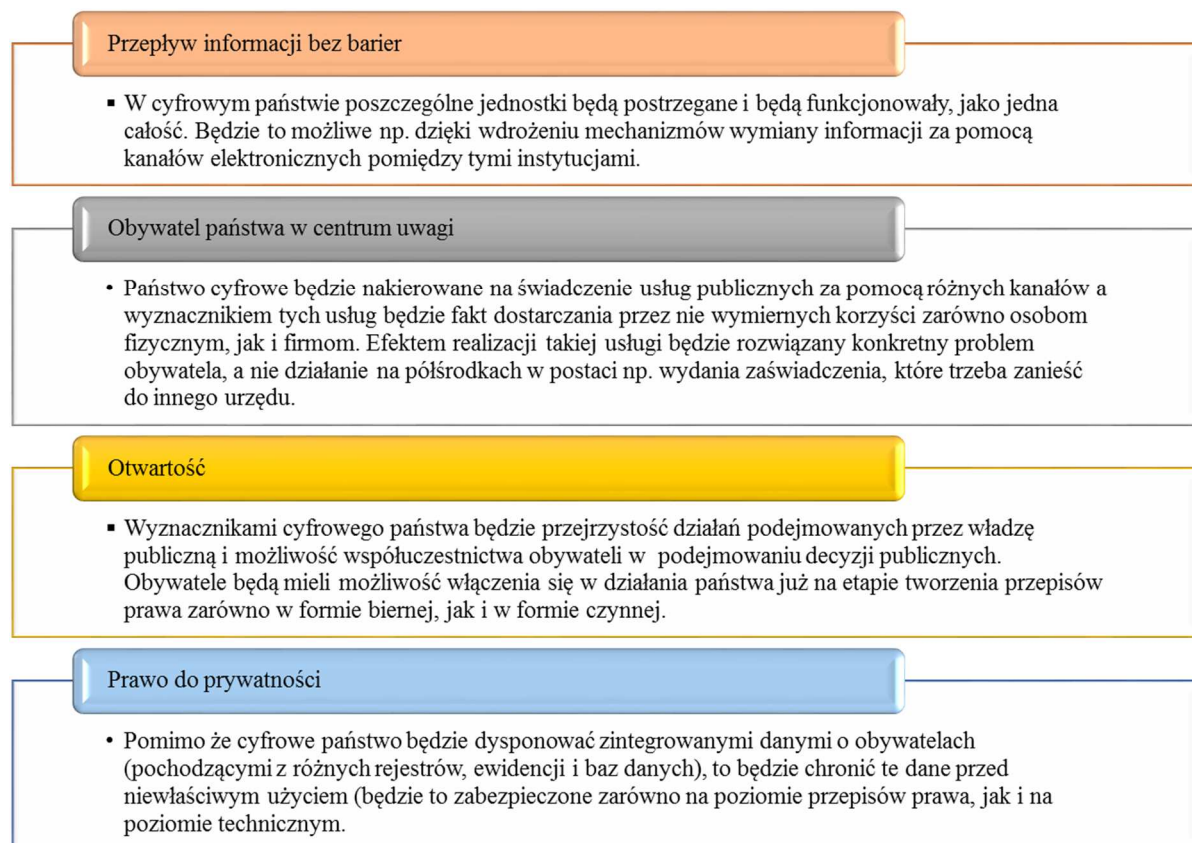 Przepływ informacji bez barier
▪ W cyfrowym państwie poszczególne jednostki będą postrzegane i będą funkcjonowały, jako jedna
całość. Będzie to możliwe np. dzięki wdrożeniu mechanizmów wymiany informacji za pomocą
kanałów elektronicznych pomiędzy tymi instytucjami.
Obywatel państwa w centrum uwagi
• Państwo cyfrowe będzie nakierowane na świadczenie usług publicznych za pomocą różnych kanałów a
wyznacznikiem tych usług będzie fakt dostarczania przez nie wymiernych korzyści zarówno osobom
fizycznym, jak i firmom. Efektem realizacji takiej usługi będzie rozwiązany konkretny problem
obywatela, a nie działanie na półśrodkach w postaci np. wydania zaświadczenia, które trzeba zanieść
do innego urzędu.
Otwartość
▪ Wyznacznikami cyfrowego państwa będzie przejrzystość działań podejmowanych przez władzę
publiczną i możliwość współuczestnictwa obywateli w podejmowaniu decyzji publicznych.
Obywatele będą mieli możliwość włączenia się w działania państwa już na etapie tworzenia przepisów
prawa zarówno w formie biernej, jak i w formie czynnej.
Prawo do prywatności
• Pomimo że cyfrowe państwo będzie dysponować zintegrowanymi danymi o obywatelach
(pochodzącymi z różnych rejestrów, ewidencji i baz danych), to będzie chronić te dane przed
niewłaściwym użyciem (będzie to zabezpieczone zarówno na poziomie przepisów prawa, jak i na
poziomie technicznym.